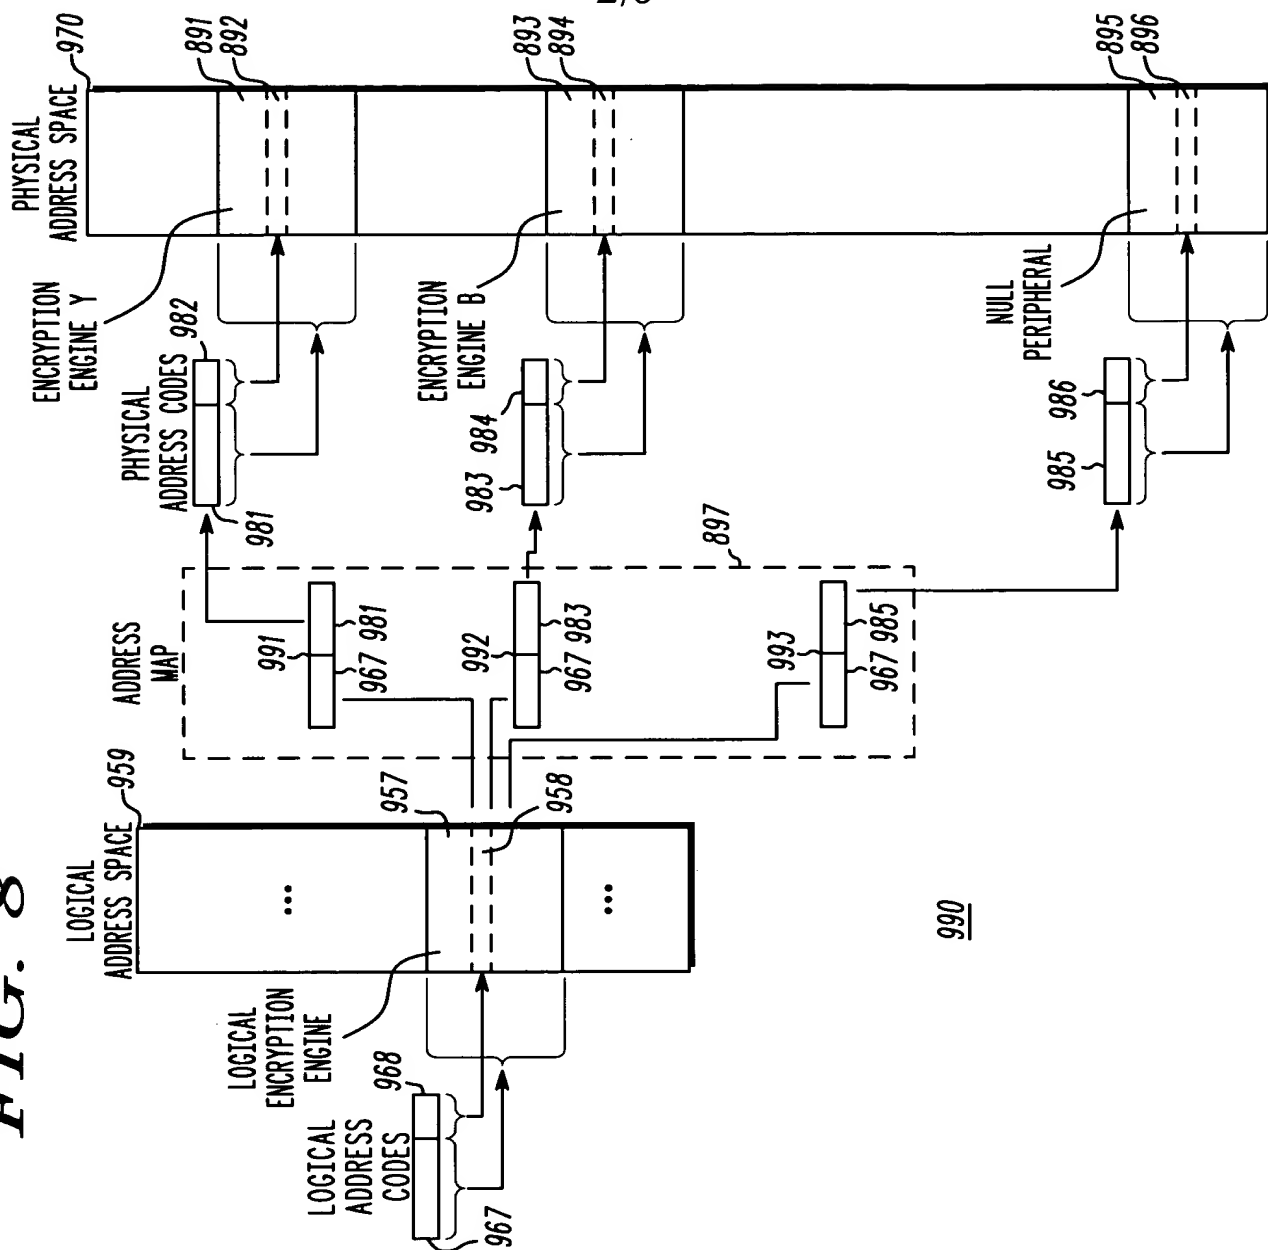 FIG. 8
LOGICAL
ADDRESS SPACE
959
ADDRESS
MAP
PHYSICAL
ADDRESS SPACE
970
ENCRYPTION
ENGINE Y
PHYSICAL
ADDRESS CODES
982
981
891
892
LOGICAL
ENCRYPTION
ENGINE
LOGICAL
ADDRESS
CODES
968
967
...
957
958
...
991
967
981
992
967
983
993
967
985
897
ENCRYPTION
ENGINE B
983
984
893
894
NULL
PERIPHERAL
985
986
895
896
990